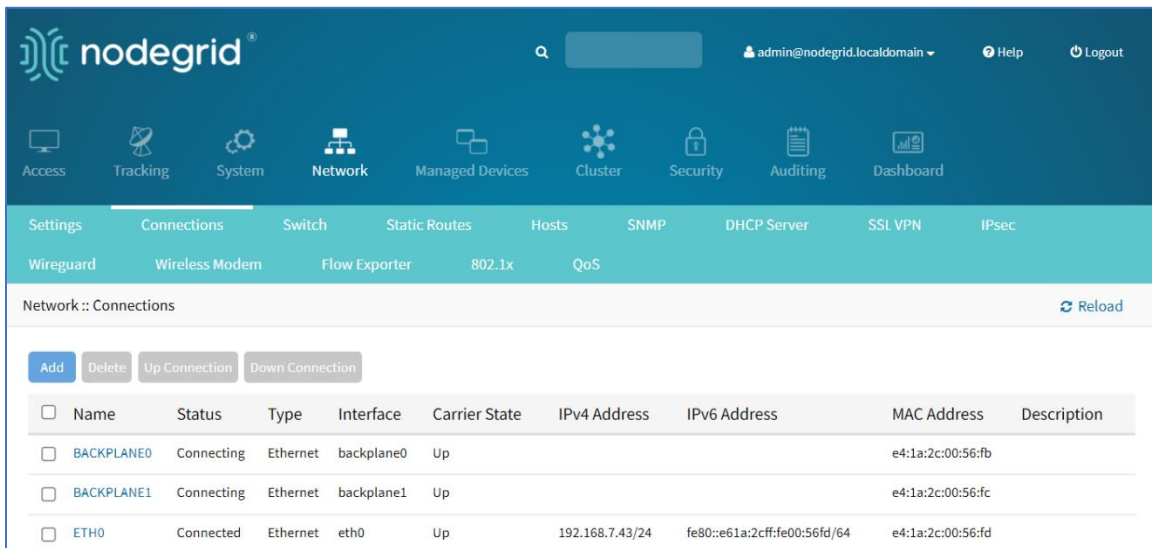 nodegrid®
admin@nodegrid.localdomain Help Logout
Access Tracking System Network Managed Devices Cluster Security Auditing Dashboard
Settings Connections Switch Static Routes Hosts SNMP DHCP Server SSL VPN IPsec
Wireguard Wireless Modem Flow Exporter 802.1x QoS
Network :: Connections Reload
Add Delete Up Connection Down Connection
Name Status Type Interface Carrier State IPv4 Address IPv6 Address MAC Address Description
BACKPLANE0 Connecting Ethernet backplane0 Up e4:1a:2c:00:56:fb
BACKPLANE1 Connecting Ethernet backplane1 Up e4:1a:2c:00:56:fc
ETH0 Connected Ethernet eth0 Up 192.168.7.43/24 fe80::e61a:2cff:fe00:56fd/64 e4:1a:2c:00:56:fd